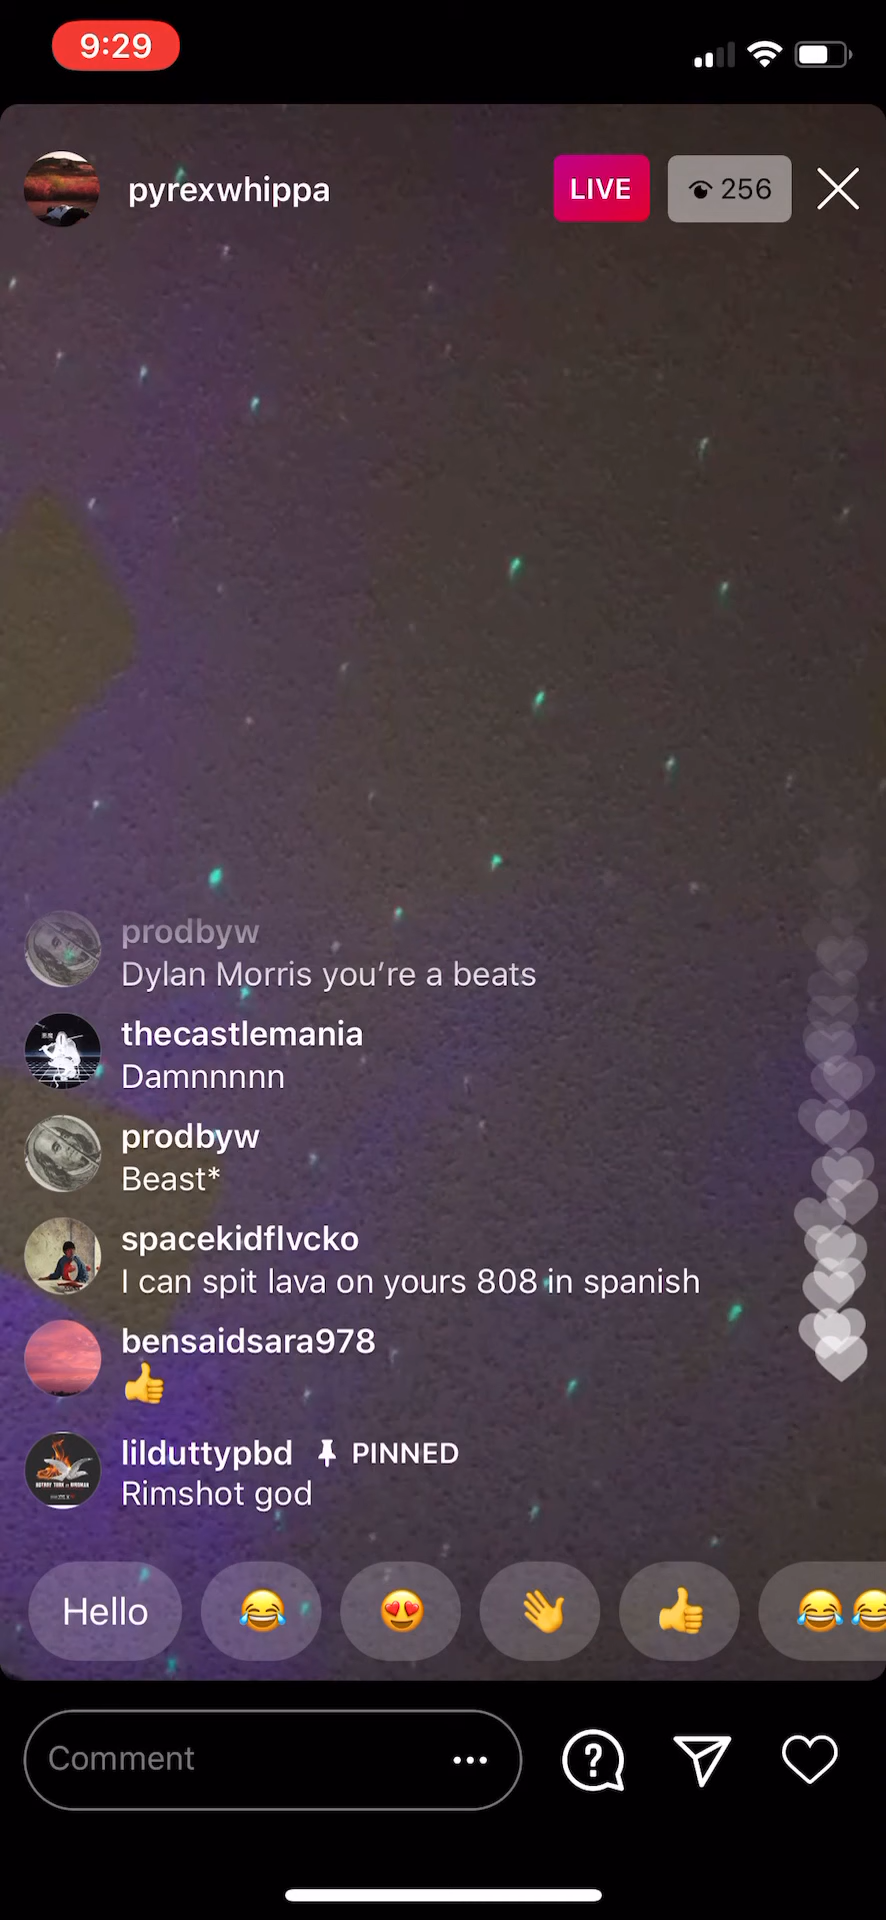 9:29
pyrexwhippa
LIVE
256
prodbyw
Dylan Morris you're a beats
thecastlemania
Damnnnnn
prodbyw
Beast*
spacekidflvcko
I can spit lava on yours 808 in spanish
bensaidsara978
👍
lilduttypbd PINNED
Rimshot god
Hello 😂 😍 👋 👍 😂😂
Comment